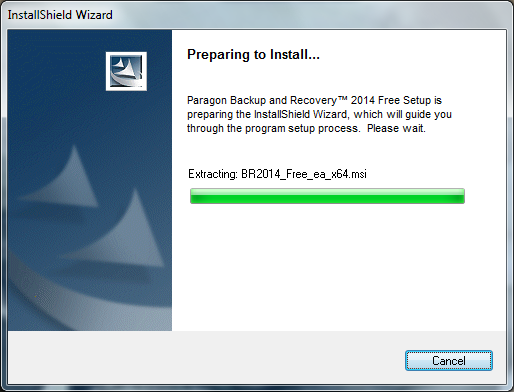 InstallShield Wizard
Preparing to Install...
Paragon Backup and Recovery™ 2014 Free Setup is
preparing the InstallShield Wizard, which will guide you
through the program setup process. Please wait.
Extracting: BR2014_Free_ea_x64.msi
Cancel